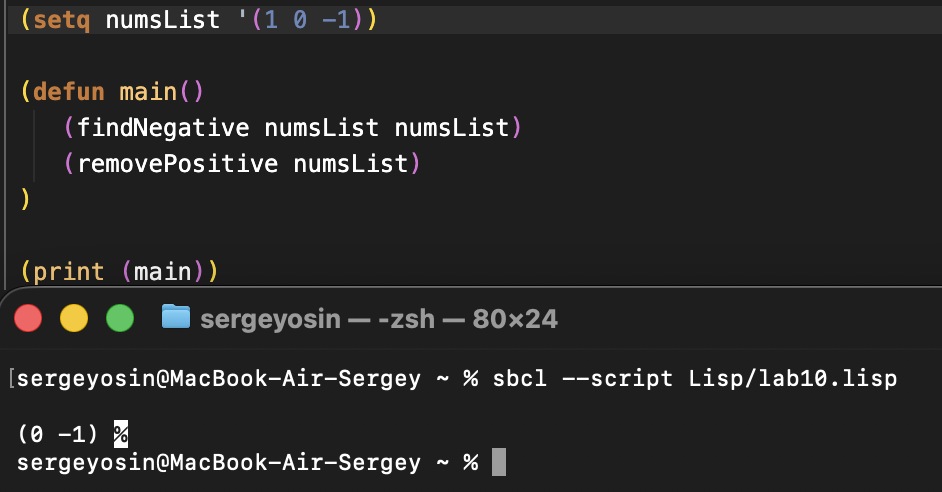 (setq numsList '(1 0 -1))
(defun main()
(findNegative numsList numsList)
(removePositive numsList)
)
(print (main))
sergeyosin — -zsh — 80×24
[sergeyosin@MacBook-Air-Sergey ~ % sbcl --script Lisp/lab10.lisp
(0 -1) %
sergeyosin@MacBook-Air-Sergey ~ %